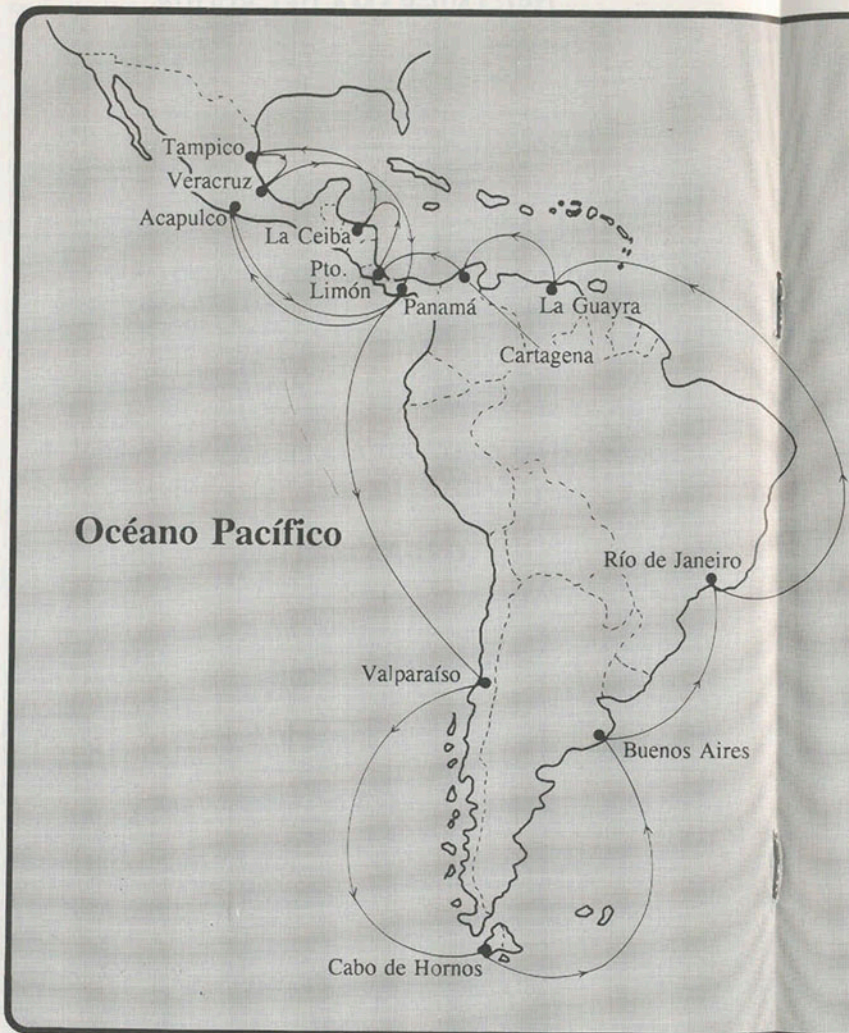 Tampico
Veracruz
Acapulco
La Ceiba
Pto.
Limón
Panamá
La Guayra
Cartagena
Océano Pacífico
Río de Janeiro
Valparaíso
Buenos Aires
Cabo de Hornos